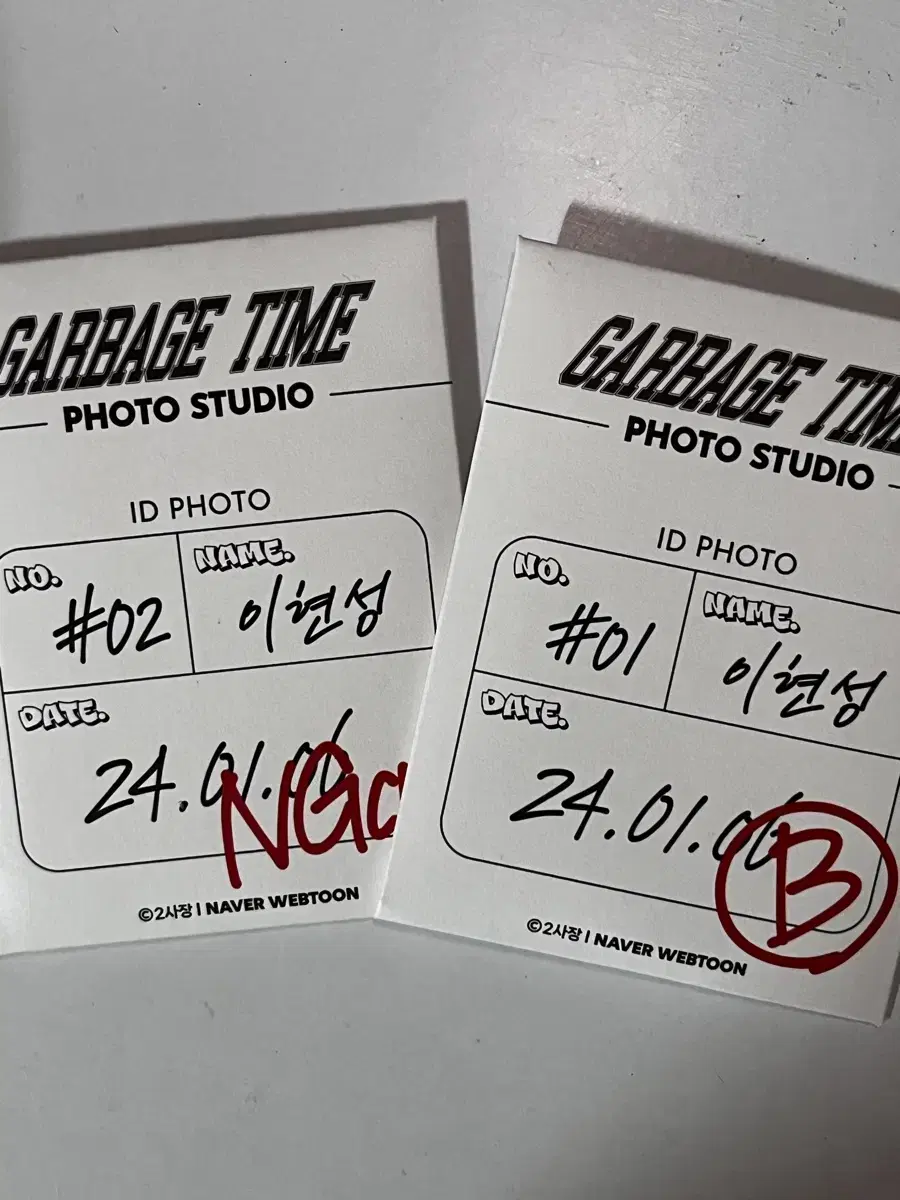 GARBAGE TIME
PHOTO STUDIO
ID PHOTO
NO.
#02
NAME.
이현성
DATE.
24.01.06
©2사장 | NAVER WEBTOON
GARBAGE TIM
PHOTO STUDIO
ID PHOTO
NO.
#01
NAME.
이현성
DATE.
24.01.06
B
©2사장 | NAVER WEBTOON